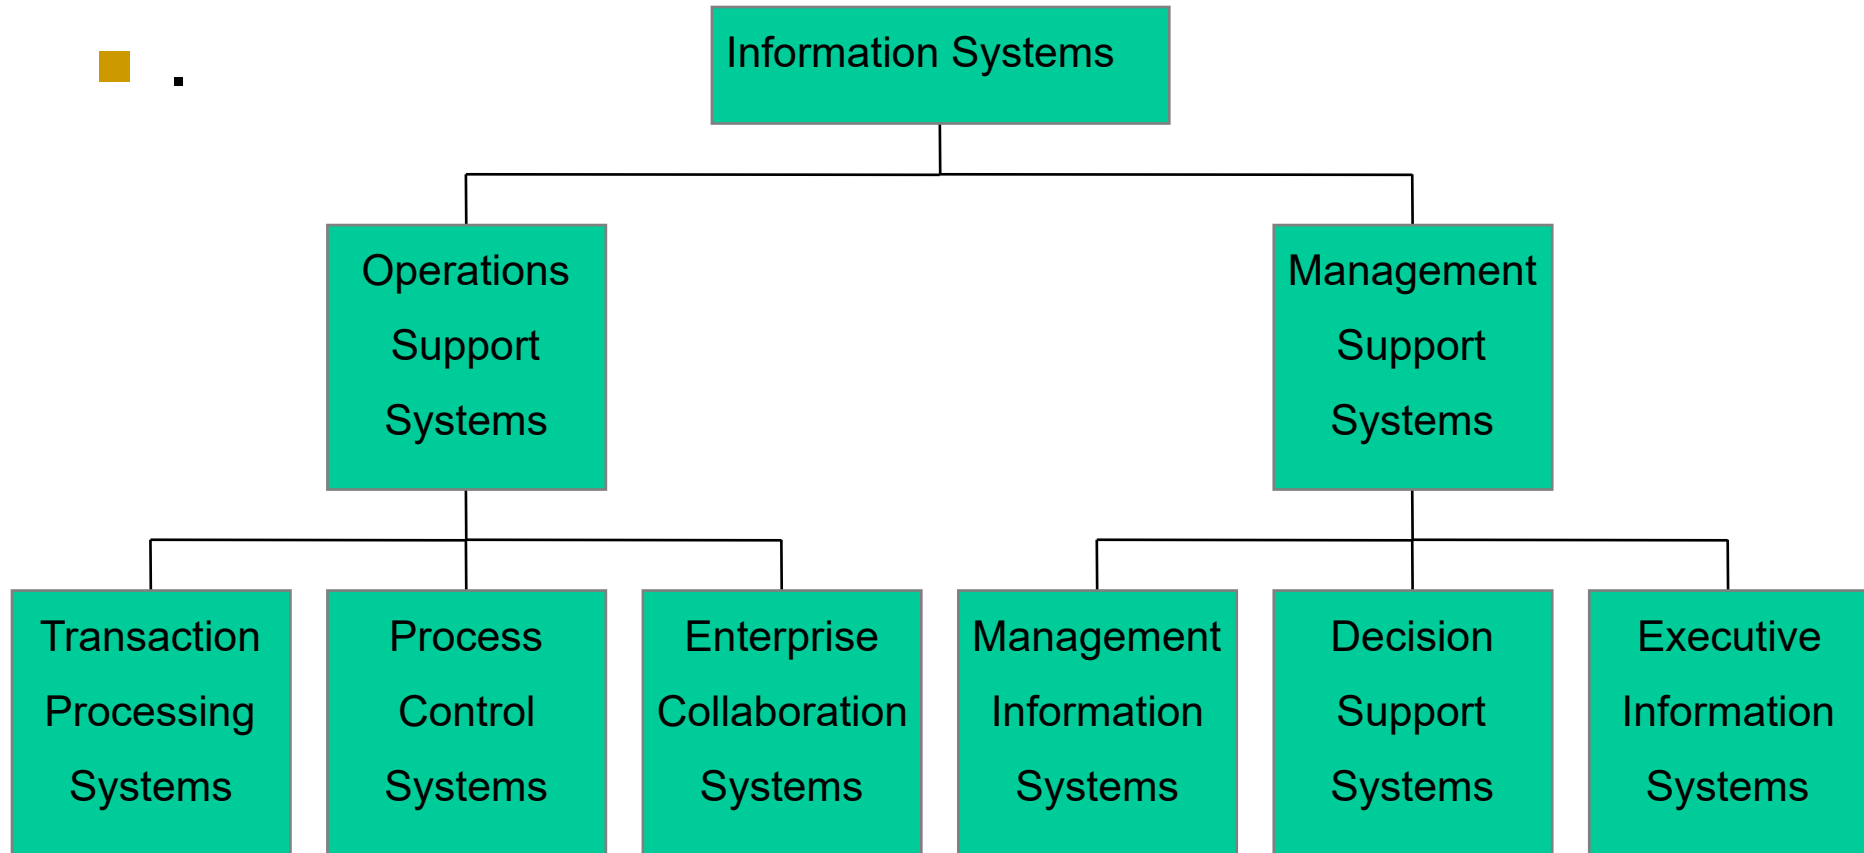 .
Information Systems
Operations
Support
Systems
Management
Support
Systems
Transaction
Processing
Systems
Process
Control
Systems
Enterprise
Collaboration
Systems
Management
Information
Systems
Decision
Support
Systems
Executive
Information
Systems